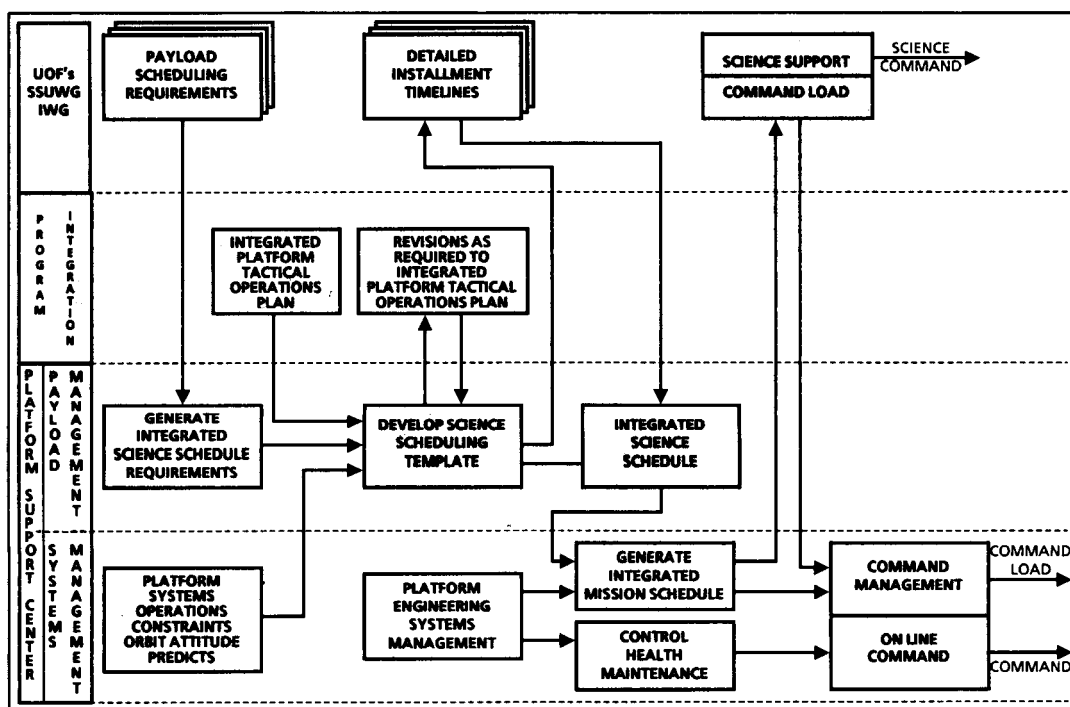 UOF's
SSUWG
IWG
PAYLOAD
SCHEDULING
REQUIREMENTS
DETAILED
INSTALLMENT
TIMELINES
SCIENCE SUPPORT
COMMAND LOAD
SCIENCE
COMMAND
PROGRAM
INTEGRATION
INTEGRATED
PLATFORM
TACTICAL
OPERATIONS
PLAN
REVISIONS AS
REQUIRED TO
INTEGRATED
PLATFORM TACTICAL
OPERATIONS PLAN
PLATFORM SUPPORT CENTER
PAYLOAD
MANAGEMENT
GENERATE
INTEGRATED
SCIENCE SCHEDULE
REQUIREMENTS
DEVELOP SCIENCE
SCHEDULING
TEMPLATE
INTEGRATED
SCIENCE
SCHEDULE
SYSTEMS
MANAGEMENT
PLATFORM
SYSTEMS
OPERATIONS
CONSTRAINTS
ORBIT ATTITUDE
PREDICTS
PLATFORM
ENGINEERING
SYSTEMS
MANAGEMENT
GENERATE
INTEGRATED
MISSION SCHEDULE
CONTROL
HEALTH
MAINTENANCE
COMMAND
MANAGEMENT
ON LINE
COMMAND
COMMAND
LOAD
COMMAND